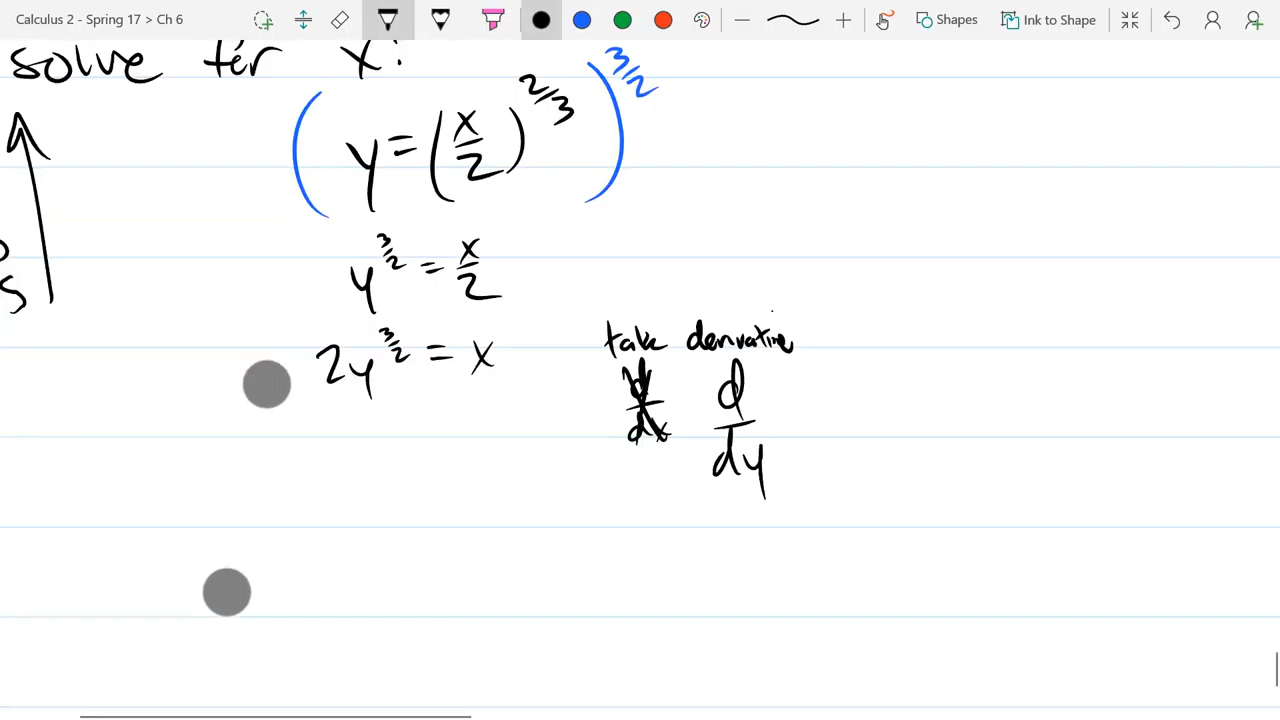 Calculus 2 - Spring 17 > Ch 6
Shapes
Ink to Shape
solve for x:
(y = (x/2)^2/3)^3/2
y^3/2 = x/2
2y^3/2 = x
take derivative
d/dx d/dy